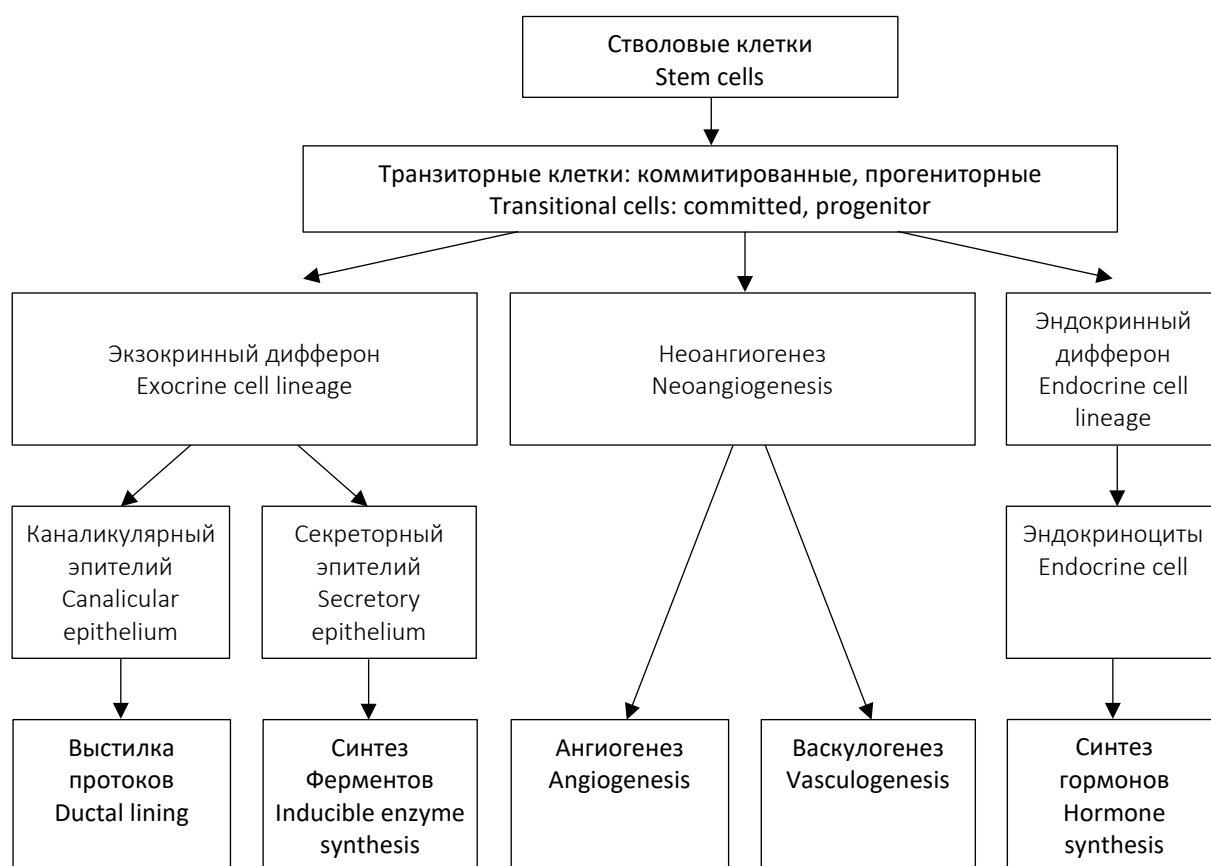 Стволовые клетки
Stem cells
Транзиторные клетки: коммитированные, прогениторные
Transitional cells: committed, progenitor
Экзокринный дифферон
Exocrine cell lineage
Неоангиогенез
Neoangiogenesis
Эндокринный
дифферон
Endocrine cell
lineage
Каналикулярный
эпителий
Canalicular
epithelium
Секреторный
эпителий
Secretory
epithelium
Эндокриноциты
Endocrine cell
Выстилка
протоков
Ductal lining
Синтез
Ферментов
Inducible enzyme
synthesis
Ангиогенез
Angiogenesis
Васкулогенез
Vasculogenesis
Синтез
гормонов
Hormone
synthesis